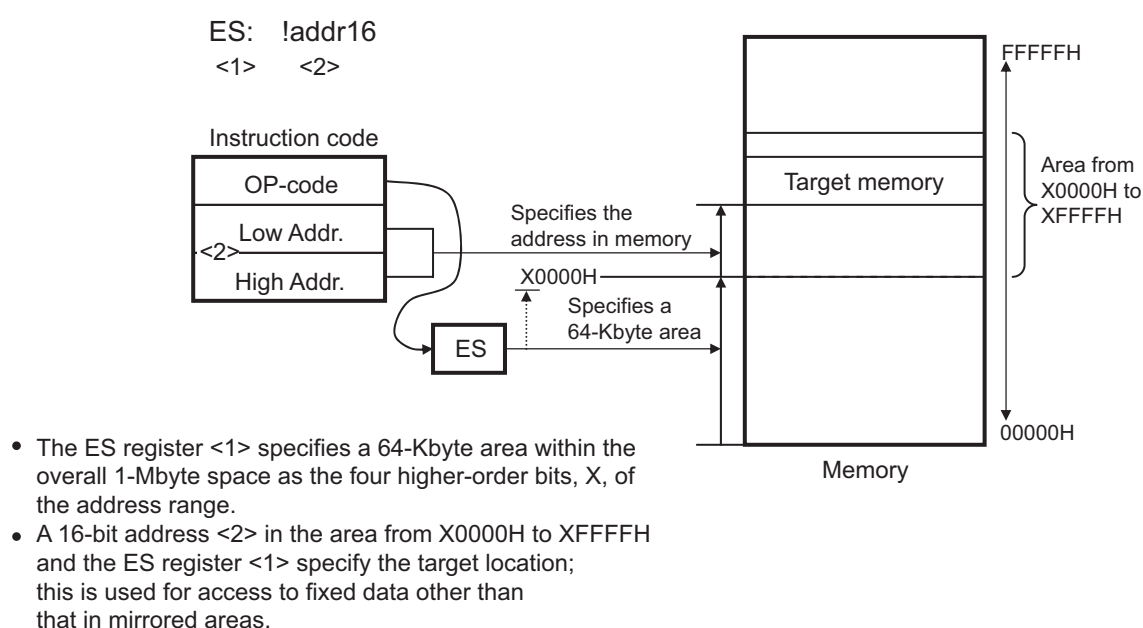 ES: !addr16
<1> <2>
Instruction code
OP-code
Low Addr.
<2>
High Addr.
ES
Specifies the
address in memory
X0000H
Specifies a
64-Kbyte area
Target memory
Memory
FFFFFH
Area from
X0000H to
XFFFFH
00000H
• The ES register <1> specifies a 64-Kbyte area within the
overall 1-Mbyte space as the four higher-order bits, X, of
the address range.
• A 16-bit address <2> in the area from X0000H to XFFFFH
and the ES register <1> specify the target location;
this is used for access to fixed data other than
that in mirrored areas.